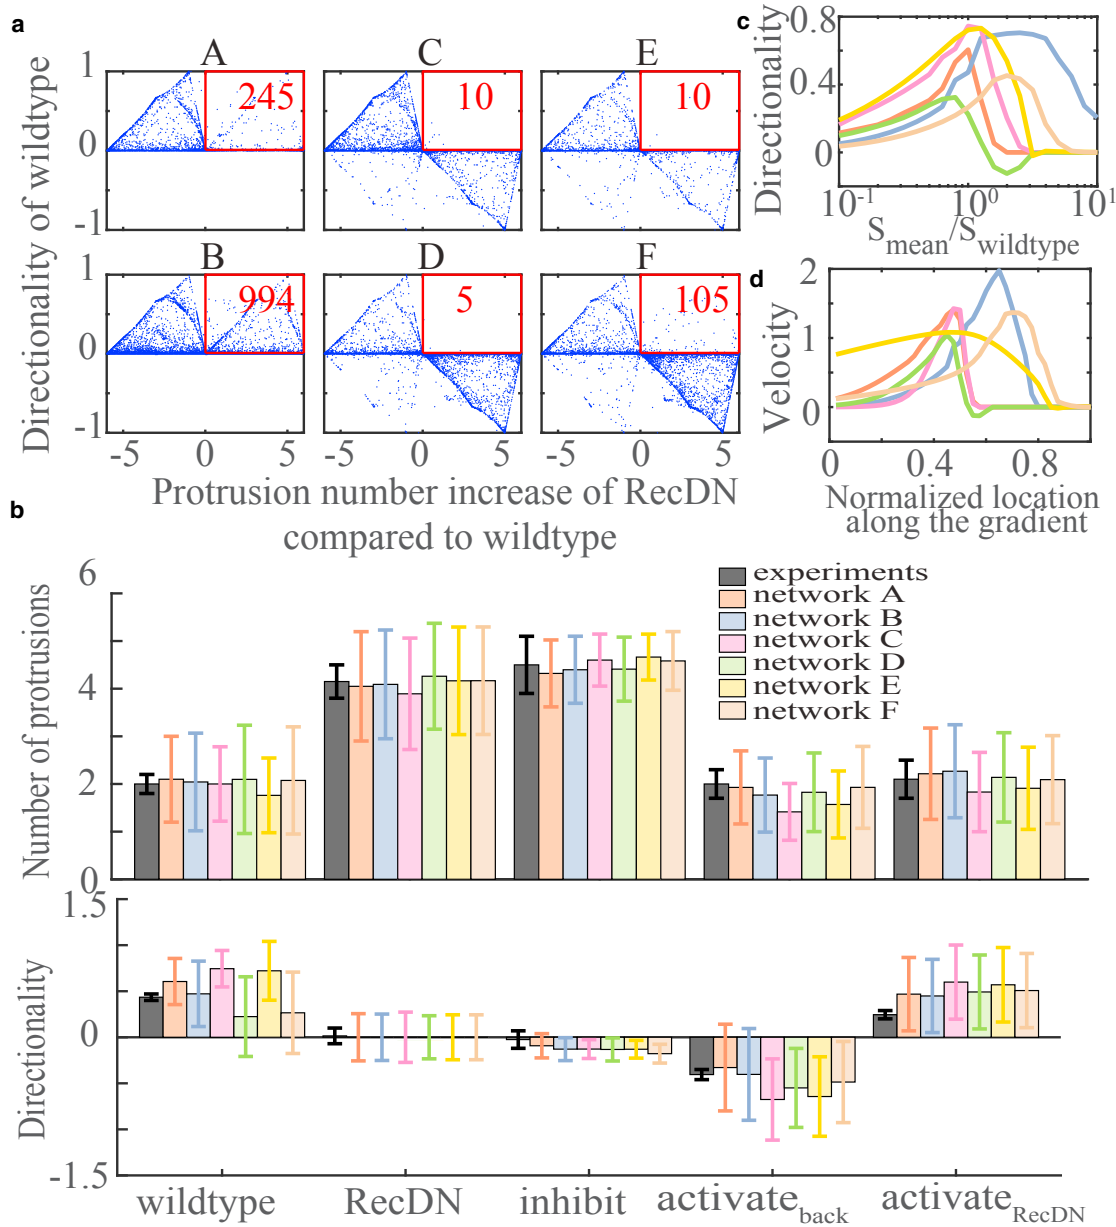 a
A
C
E
245
10
10
B
D
F
994
5
105
1
0
-1
1
0
-1
-5
0
5
-5
0
5
-5
0
5
Directionality of wildtype
Protrusion number increase of RecDN
compared to wildtype
c
0.8
0.4
0
10-1
100
101
Directionality
Smean/Swildtype
d
2
1
0
0
0.4
0.8
Velocity
Normalized location
along the gradient
b
6
4
2
0
Number of protrusions
experiments
network A
network B
network C
network D
network E
network F
1.5
0
-1.5
Directionality
wildtype
RecDN
inhibit
activateback
activateRecDN